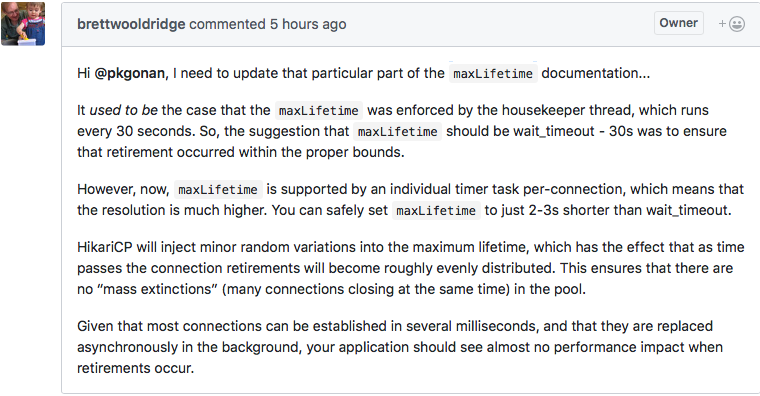 brettwooldridge commented 5 hours ago
Owner
Hi @pkgonan, I need to update that particular part of the maxLifetime documentation...
It used to be the case that the maxLifetime was enforced by the housekeeper thread, which runs
every 30 seconds. So, the suggestion that maxLifetime should be wait_timeout - 30s was to ensure
that retirement occurred within the proper bounds.
However, now, maxLifetime is supported by an individual timer task per-connection, which means that
the resolution is much higher. You can safely set maxLifetime to just 2-3s shorter than wait_timeout.
HikariCP will inject minor random variations into the maximum lifetime, which has the effect that as time
passes the connection retirements will become roughly evenly distributed. This ensures that there are
no “mass extinctions” (many connections closing at the same time) in the pool.
Given that most connections can be established in several milliseconds, and that they are replaced
asynchronously in the background, your application should see almost no performance impact when
retirements occur.